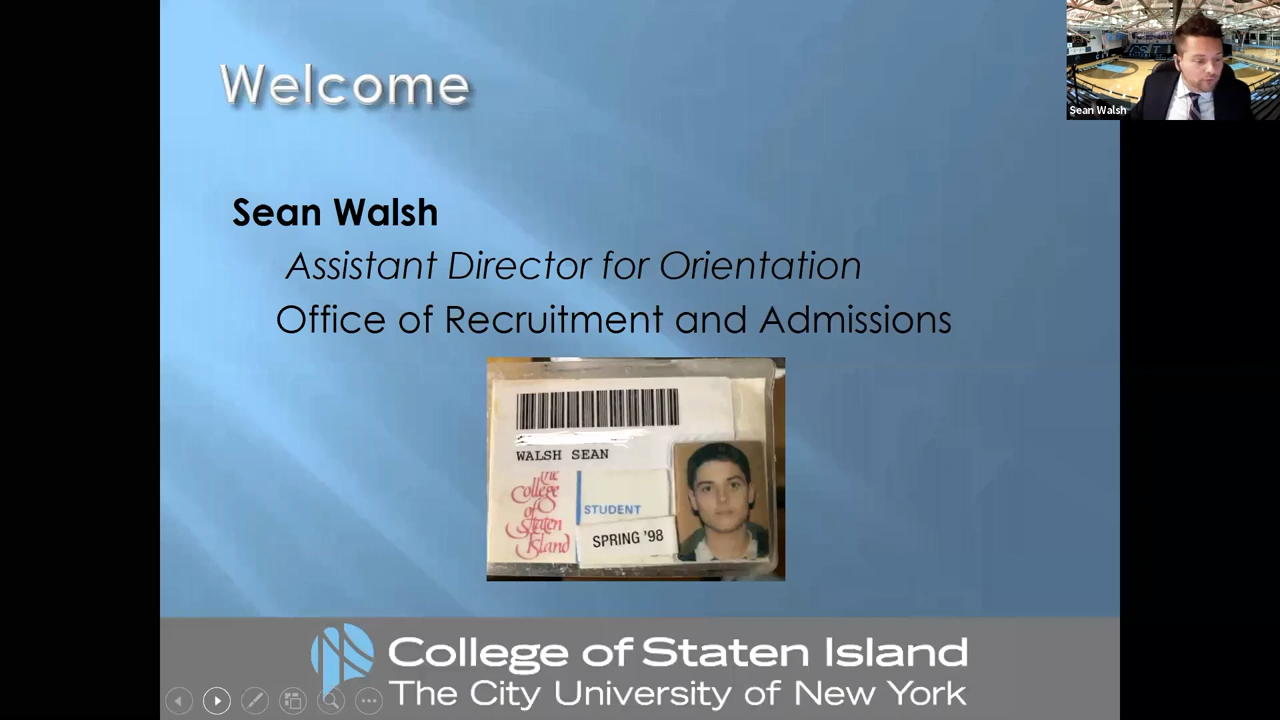 Welcome
Sean Walsh
Sean Walsh
Assistant Director for Orientation
Office of Recruitment and Admissions
WALSH SEAN
The
College
of
Staten
Island
STUDENT
SPRING '98
College of Staten Island
The City University of New York